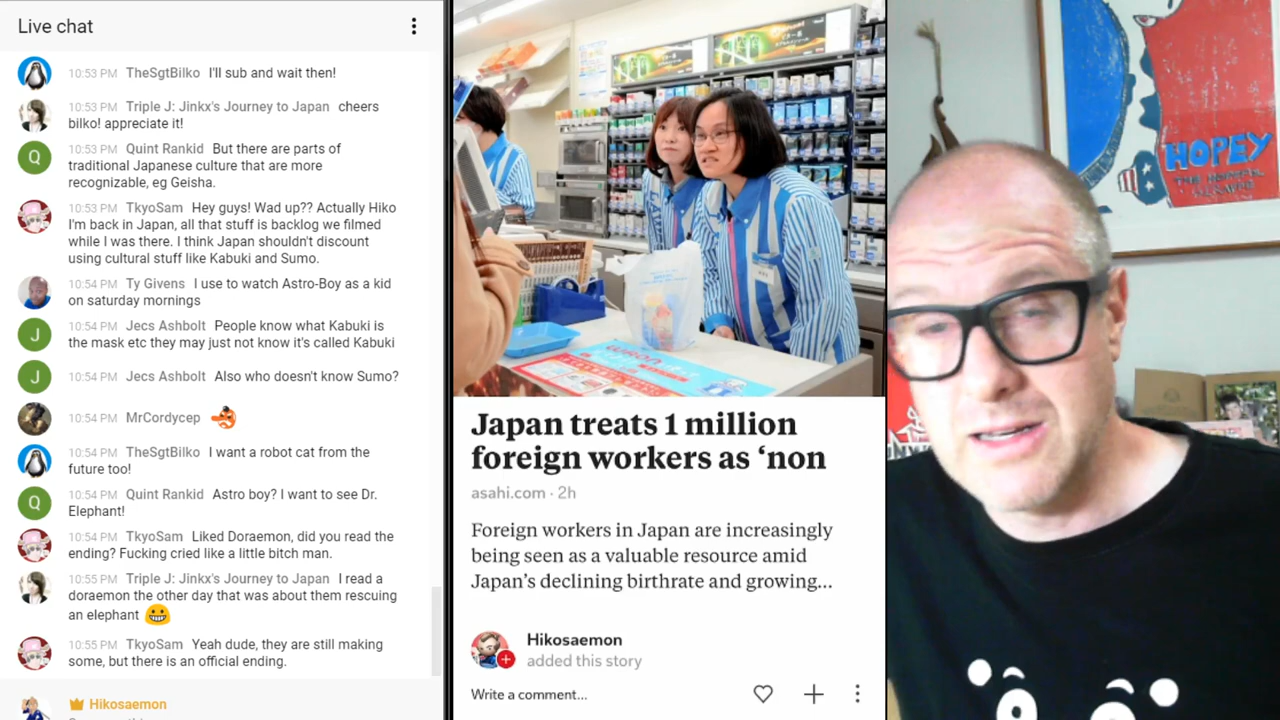 Live chat
10:53 PM TheSgtBilko I'll sub and wait then!
10:53 PM Triple J: Jinkx's Journey to Japan cheers
bilko! appreciate it!
Q
10:53 PM Quint Rankid But there are parts of
traditional Japanese culture that are more
recognizable, eg Geisha.
10:53 PM TkyoSam Hey guys! Wad up?? Actually Hiko
I'm back in Japan, all that stuff is backlog we filmed
while I was there. I think Japan shouldn't discount
using cultural stuff like Kabuki and Sumo.
10:54 PM Ty Givens I use to watch Astro-Boy as a kid
on saturday mornings
J
10:54 PM Jecs Ashbolt People know what Kabuki is
the mask etc they may just not know it's called Kabuki
J
10:54 PM Jecs Ashbolt Also who doesn't know Sumo?
10:54 PM MrCordycep
10:54 PM TheSgtBilko I want a robot cat from the
future too!
Q
10:54 PM Quint Rankid Astro boy? I want to see Dr.
Elephant!
10:54 PM TkyoSam Liked Doraemon, did you read the
ending? Fucking cried like a little bitch man.
10:55 PM Triple J: Jinkx's Journey to Japan I read a
doraemon the other day that was about them rescuing
an elephant
10:55 PM TkyoSam Yeah dude, they are still making
some, but there is an official ending.
Hikosaemon
Japan treats 1 million
foreign workers as ‘non
asahi.com · 2h
Foreign workers in Japan are increasingly
being seen as a valuable resource amid
Japan’s declining birthrate and growing...
Hikosaemon
added this story
Write a comment...
HOPEY